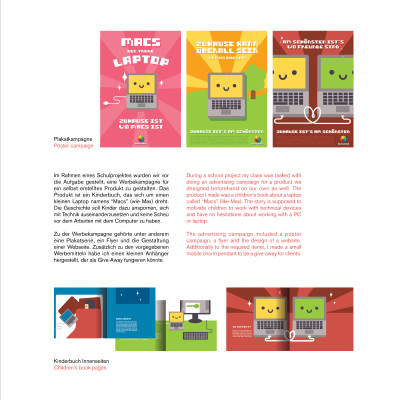 MACS
LAPTOP
ZUHAUSE IST
WO MACS IST
ZUHAUSE KANN
ÜBERALL SEIN
ZUHAUSE IST'S AM SCHÖNSTEN
AM SCHÖNSTEN IST'S
WO FREUNDE SIND
ZUHAUSE IST'S AM SCHÖNSTEN
Plakatkampagne
Poster campaign
Im Rahmen eines Schulprojektes wurden wir vor
die Aufgabe gestellt, eine Werbekampagne für
ein selbst erstelltes Produkt zu gestalten. Das
Produkt ist ein Kinderbuch, das sich um einen
kleinen Laptop namens "Macs" (wie Max) dreht.
Die Geschichte soll Kinder dazu anspornen, sich
mit Technik auseinanderzusetzen und keine Scheu
vor dem Arbeiten mit dem Computer zu haben.
Zu der Werbekampagne gehörte unter anderem
eine Plakatserie, ein Flyer und die Gestaltung
einer Webseite. Zusätzlich zu den vorgegebenen
Werbemitteln habe ich einen kleinen Anhänger
hergestellt, der als Give-Away fungieren könnte.
During a school project my class was tasked with
doing an advertising campaign for a product we
designed beforehand on our own as well. The
product I made was a children's book about a laptop
called "Macs" (like Max). The story is supposed to
motivate children to work with technical devices
and have no hesitations about working with a PC
or laptop.
The advertising campaign included a poster
campaign, a flyer and the design of a website.
Additionally to the required items, I made a small
mobile charm pendant to be a give away for clients.
Kinderbuch Innenseiten
Children's book pages